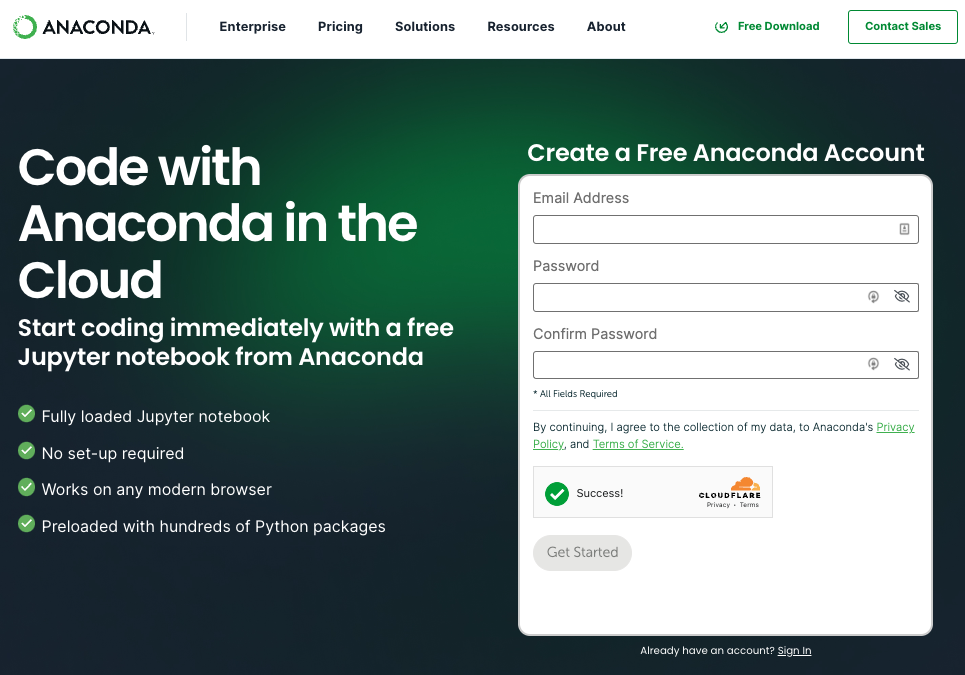 ANACONDA.
Enterprise
Pricing
Solutions
Resources
About
Free Download
Contact Sales
Code with
Anaconda in the
Cloud
Start coding immediately with a free
Jupyter notebook from Anaconda
Fully loaded Jupyter notebook
No set-up required
Works on any modern browser
Preloaded with hundreds of Python packages
Create a Free Anaconda Account
Email Address
Password
Confirm Password
* All Fields Required
By continuing, I agree to the collection of my data, to Anaconda's Privacy
Policy, and Terms of Service.
Success!
CLOUDFLARE
Privacy • Terms
Get Started
Already have an account? Sign In